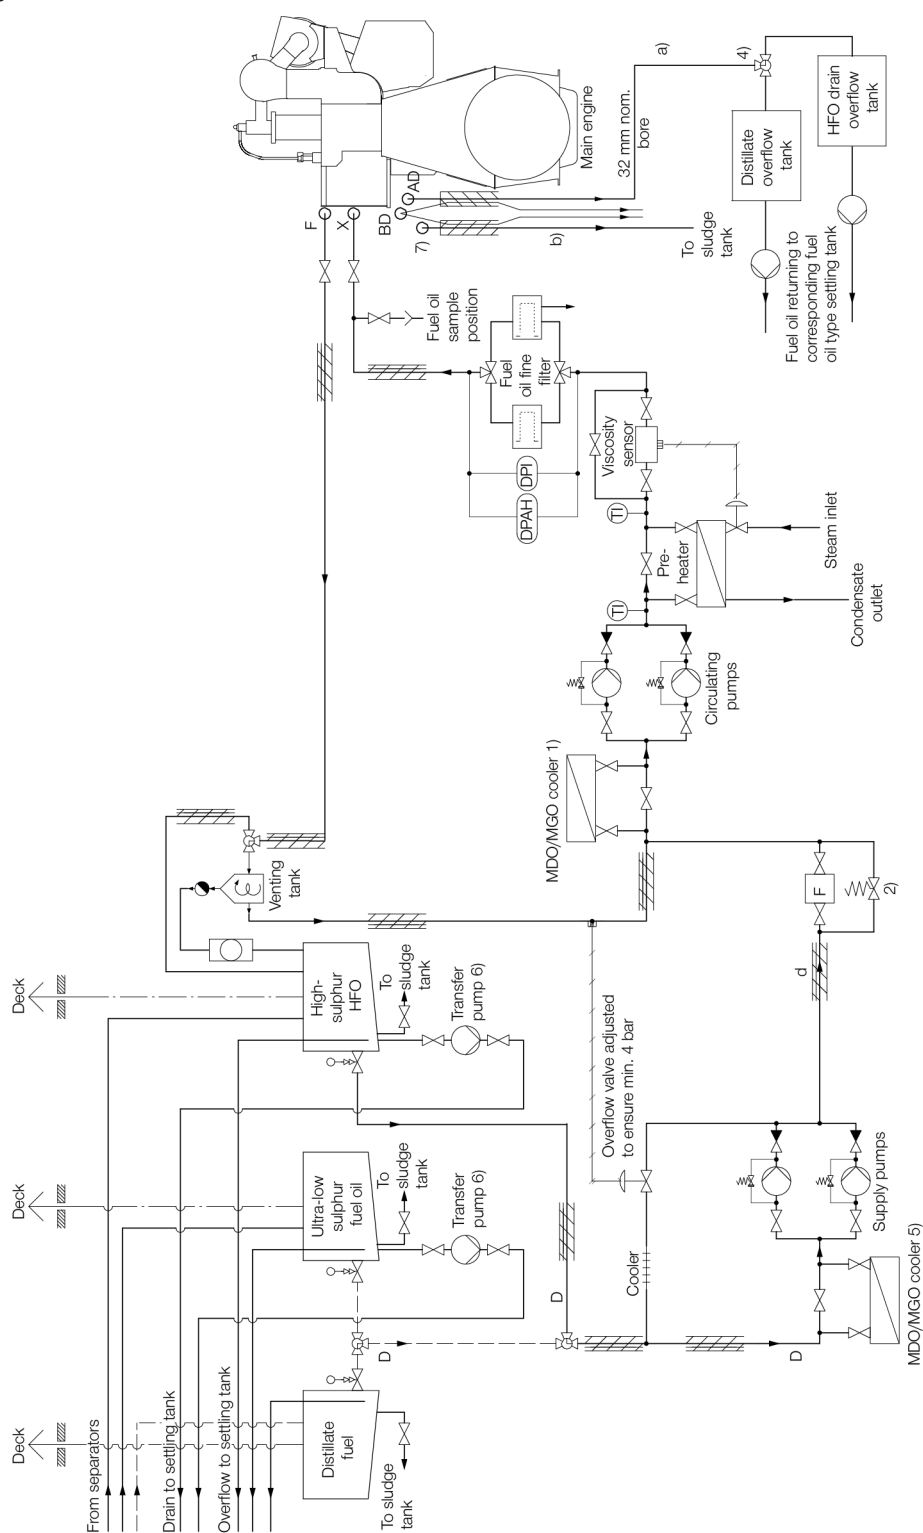 Deck
Deck
Deck
From separators
Drain to settling tank
Overflow to settling tank
Distillate
fuel
To sludge
tank
Ultra-low
sulphur
fuel oil
To
sludge
tank
Transfer
pump 6)
High-
sulphur
HFO
To
sludge
tank
Transfer
pump 6)
Venting
tank
D
D
D
Cooler
Overflow valve adjusted
to ensure min. 4 bar
MDO/MGO cooler 5)
Supply pumps
d
F
2)
MDO/MGO cooler 1)
Circulating
pumps
TI
Pre-
heater
TI
Condensate
outlet
Steam inlet
Viscosity
sensor
DPAH
DPI
Fuel
oil fine
filter
Fuel oil
sample
position
F
X
BD
AD
7)
b)
To
sludge
tank
Main engine
32 mm nom.
bore
a)
4)
Distillate
overflow
tank
HFO drain
overflow
tank
Fuel oil returning to
corresponding fuel
oil type settling tank